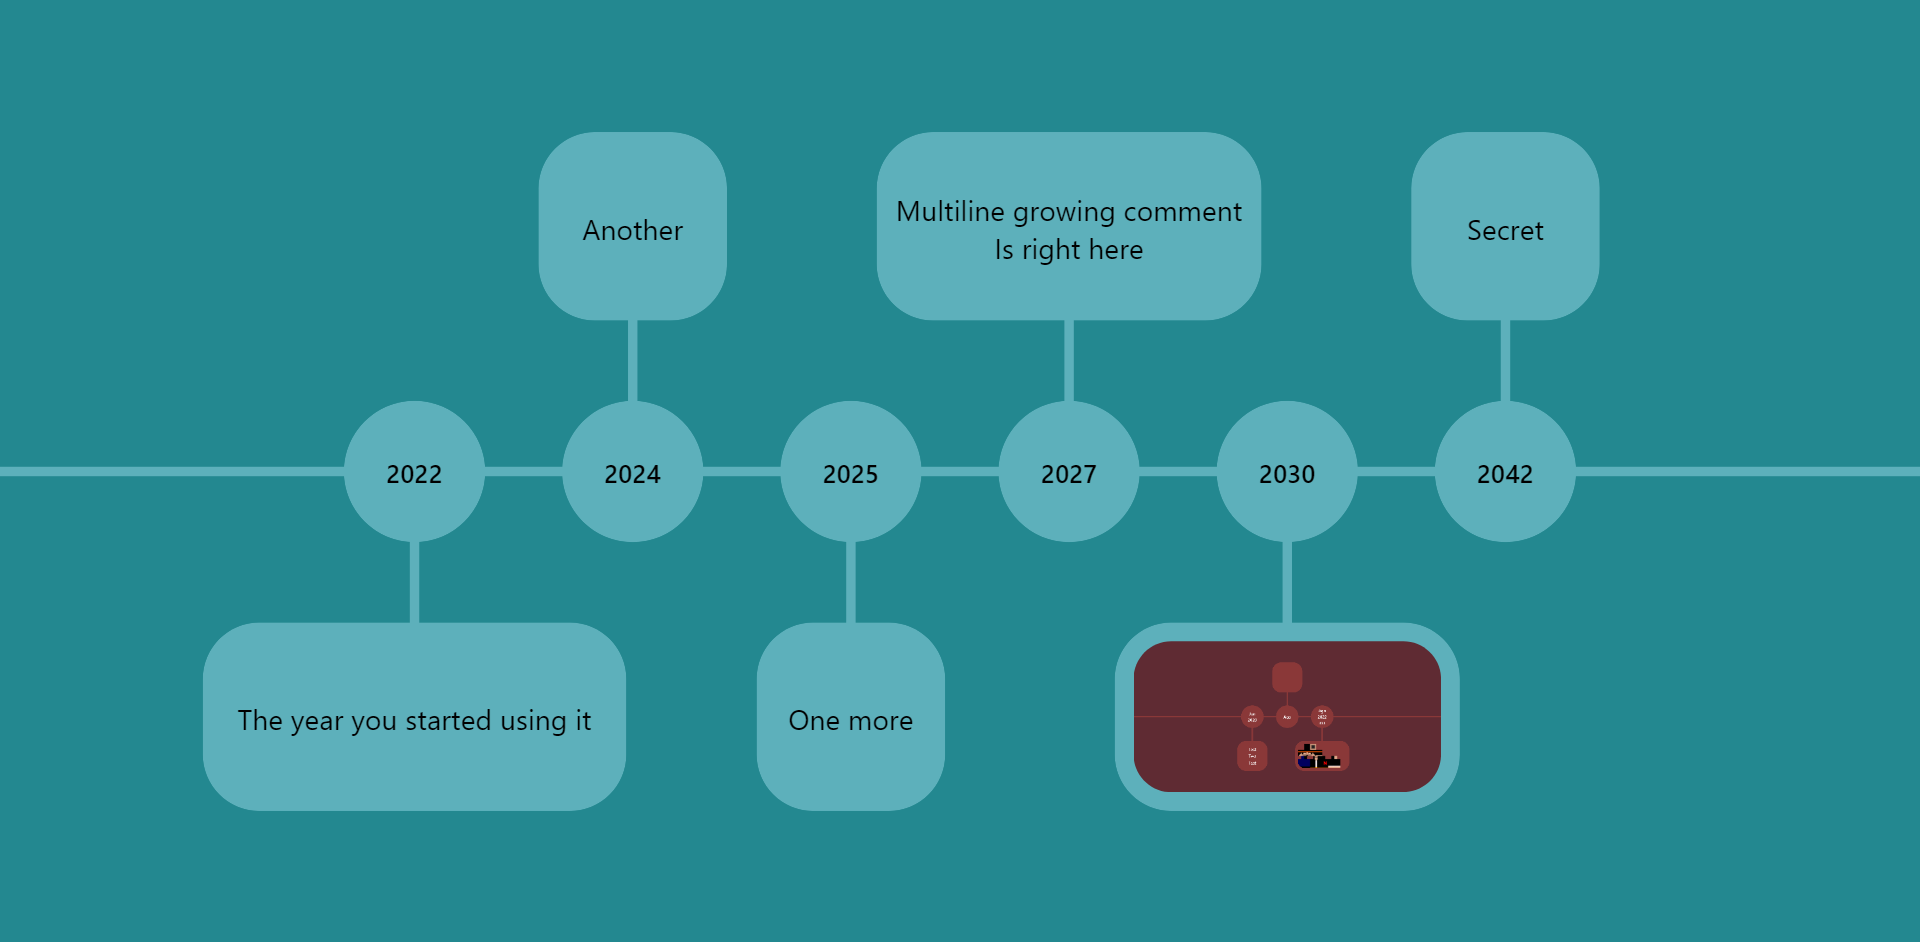 Another
Multiline growing comment
Is right here
Secret
2022
2024
2025
2027
2030
2042
The year you started using it
One more